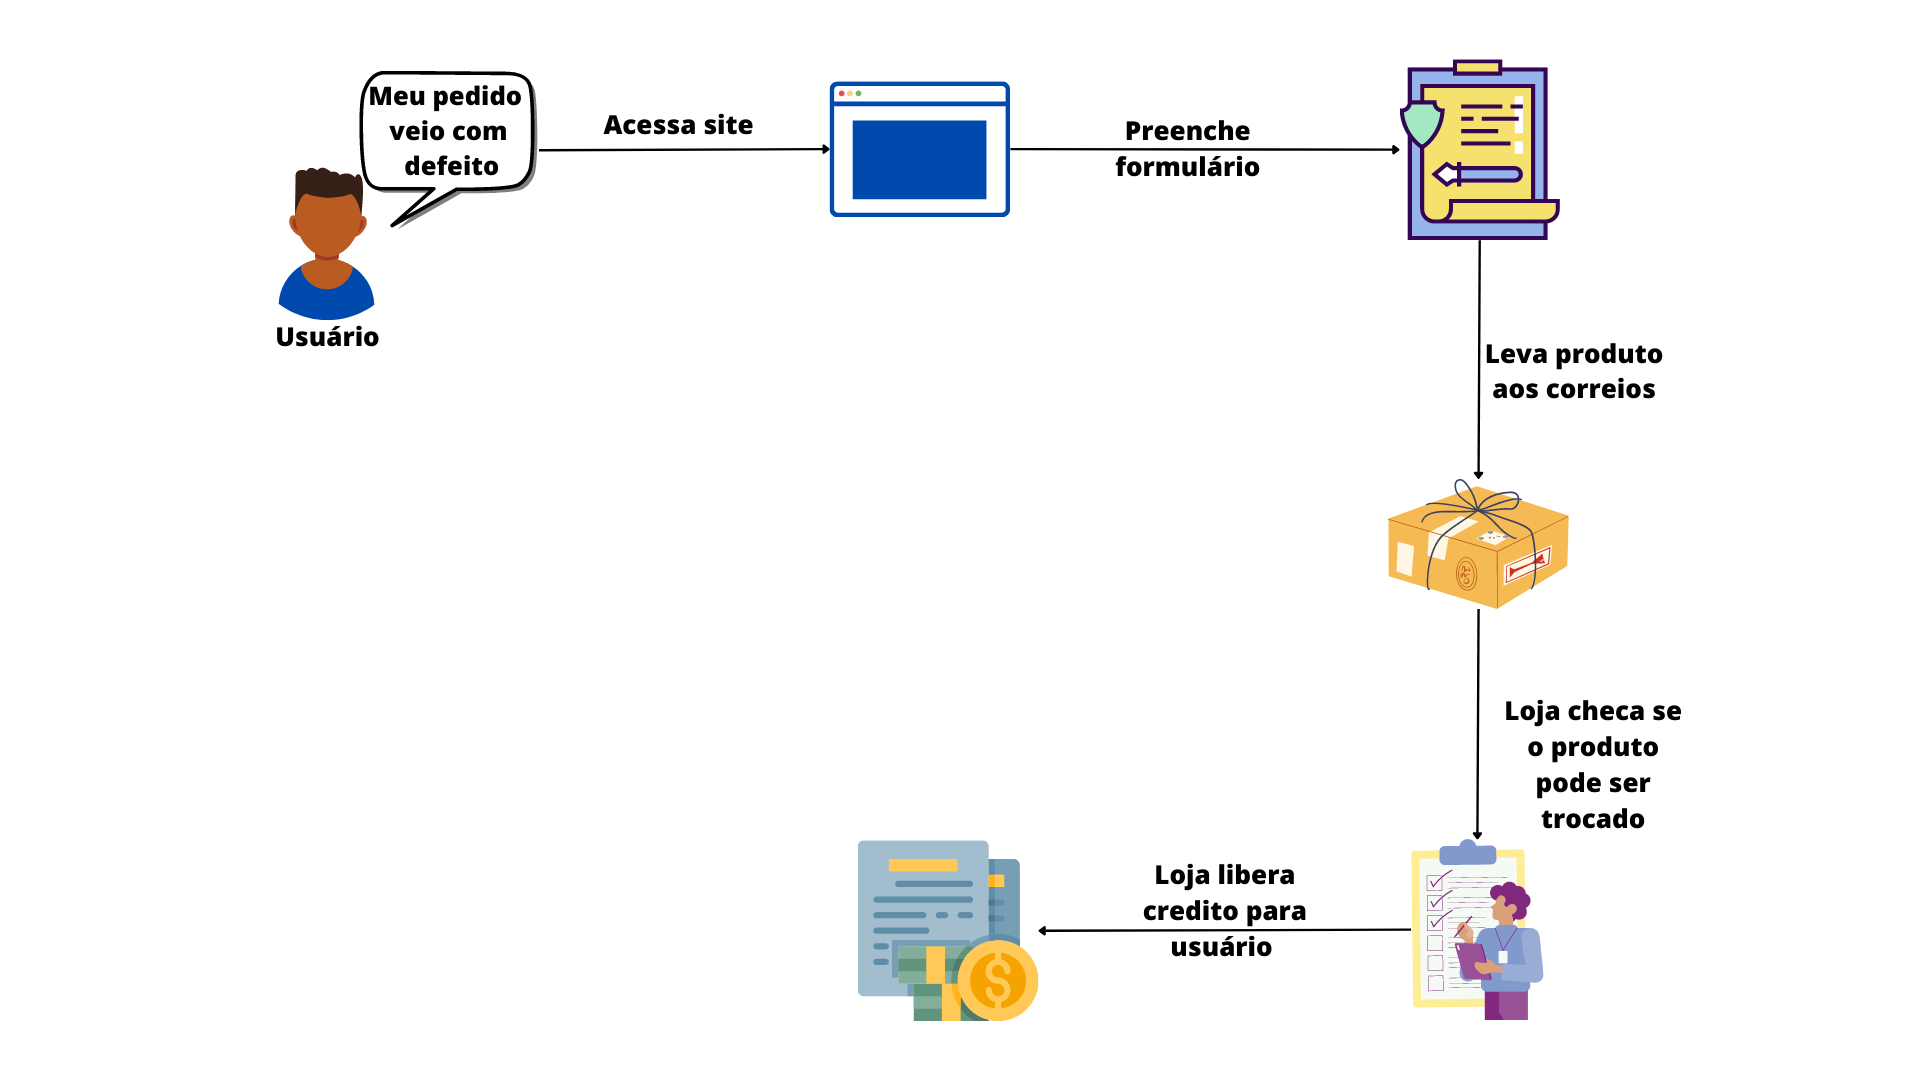 Meu pedido
veio com
defeito
Usuário
Acessa site
Preenche
formulário
Leva produto
aos correios
Loja checa se
o produto
pode ser
trocado
Loja libera
credito para
usuário